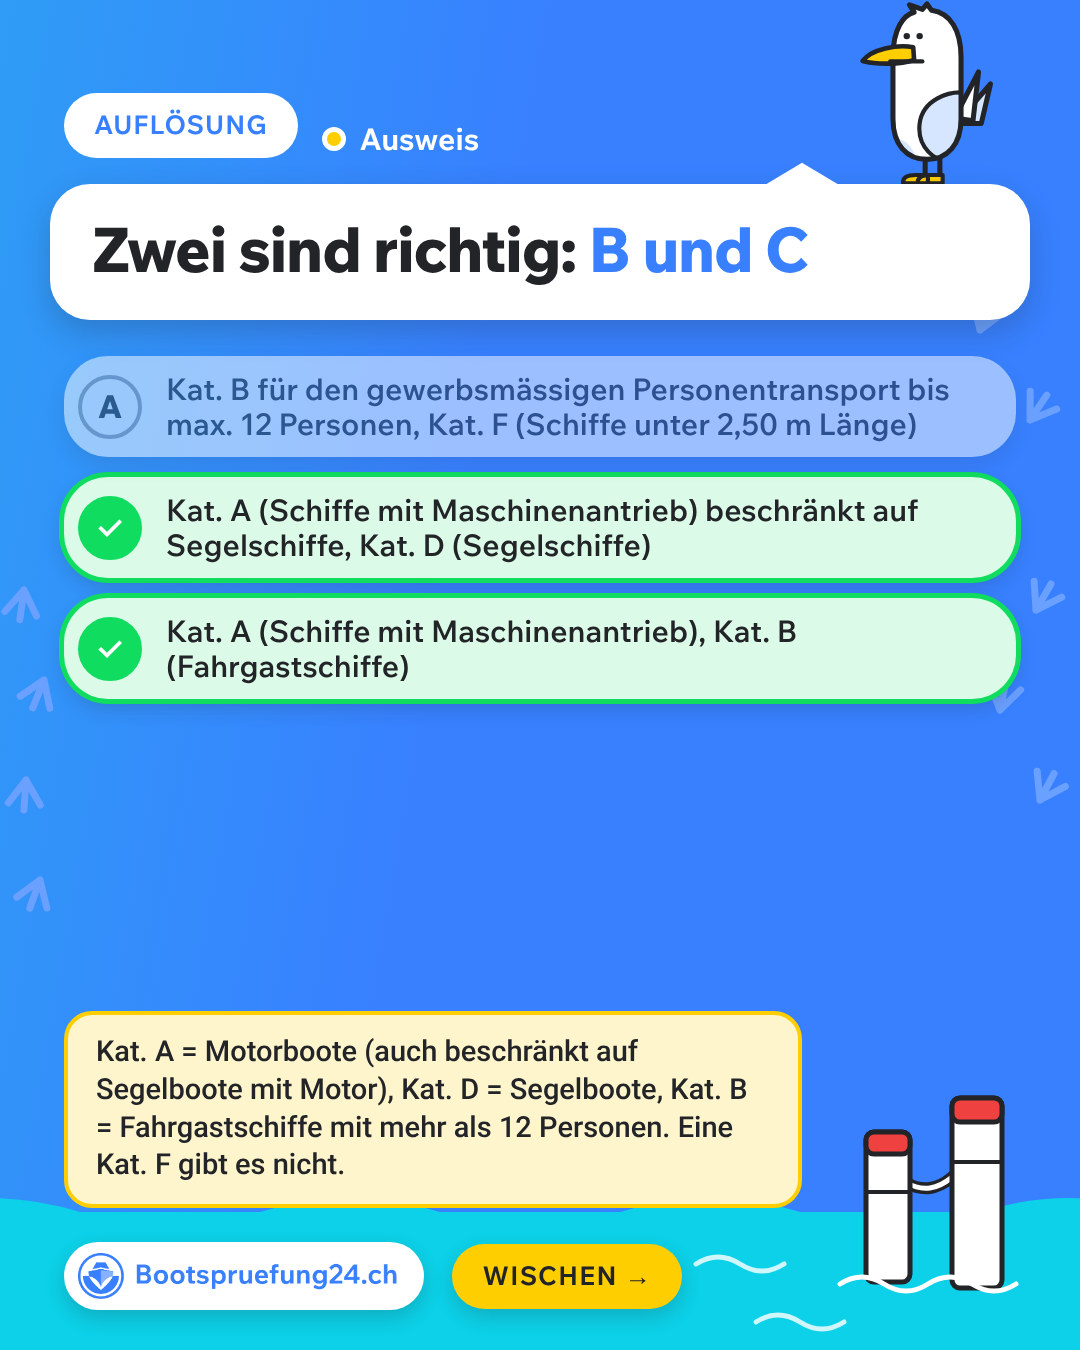 AUFLÖSUNG
Ausweis
Zwei sind richtig: B und C
A
Kat. B für den gewerbsmässigen Personentransport bis
max. 12 Personen, Kat. F (Schiffe unter 2,50 m Länge)
Kat. A (Schiffe mit Maschinenantrieb) beschränkt auf
Segelschiffe, Kat. D (Segelschiffe)
Kat. A (Schiffe mit Maschinenantrieb), Kat. B
(Fahrgastschiffe)
Kat. A = Motorboote (auch beschränkt auf
Segelboote mit Motor), Kat. D = Segelboote, Kat. B
= Fahrgastschiffe mit mehr als 12 Personen. Eine
Kat. F gibt es nicht.
Bootspruefung24.ch
WISCHEN →